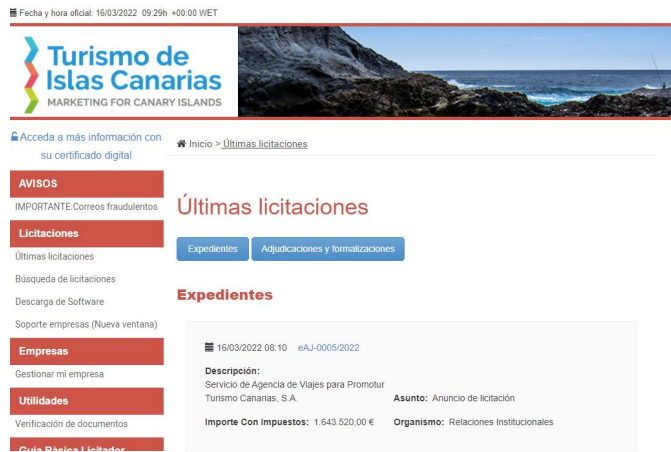 Fecha y hora oficial: 16/03/2022 09:29h +00:00 WET
Turismo de
Islas Canarias
MARKETING FOR CANARY ISLANDS
Acceda a más información con
su certificado digital
Inicio > Últimas licitaciones
AVISOS
IMPORTANTE:Correos fraudulentos
Licitaciones
Últimas licitaciones
Búsqueda de licitaciones
Descarga de Software
Soporte empresas (Nueva ventana)
Empresas
Gestionar mi empresa
Utilidades
Verificación de documentos
Guía Básica Licitador
Últimas licitaciones
Expedientes
Adjudicaciones y formalizaciones
Expedientes
16/03/2022 08:10 eAJ-0005/2022
Descripción:
Servicio de Agencia de Viajes para Promotur
Turismo Canarias, S.A.
Asunto: Anuncio de licitación
Importe Con Impuestos: 1.643.520,00 €
Organismo: Relaciones Institucionales